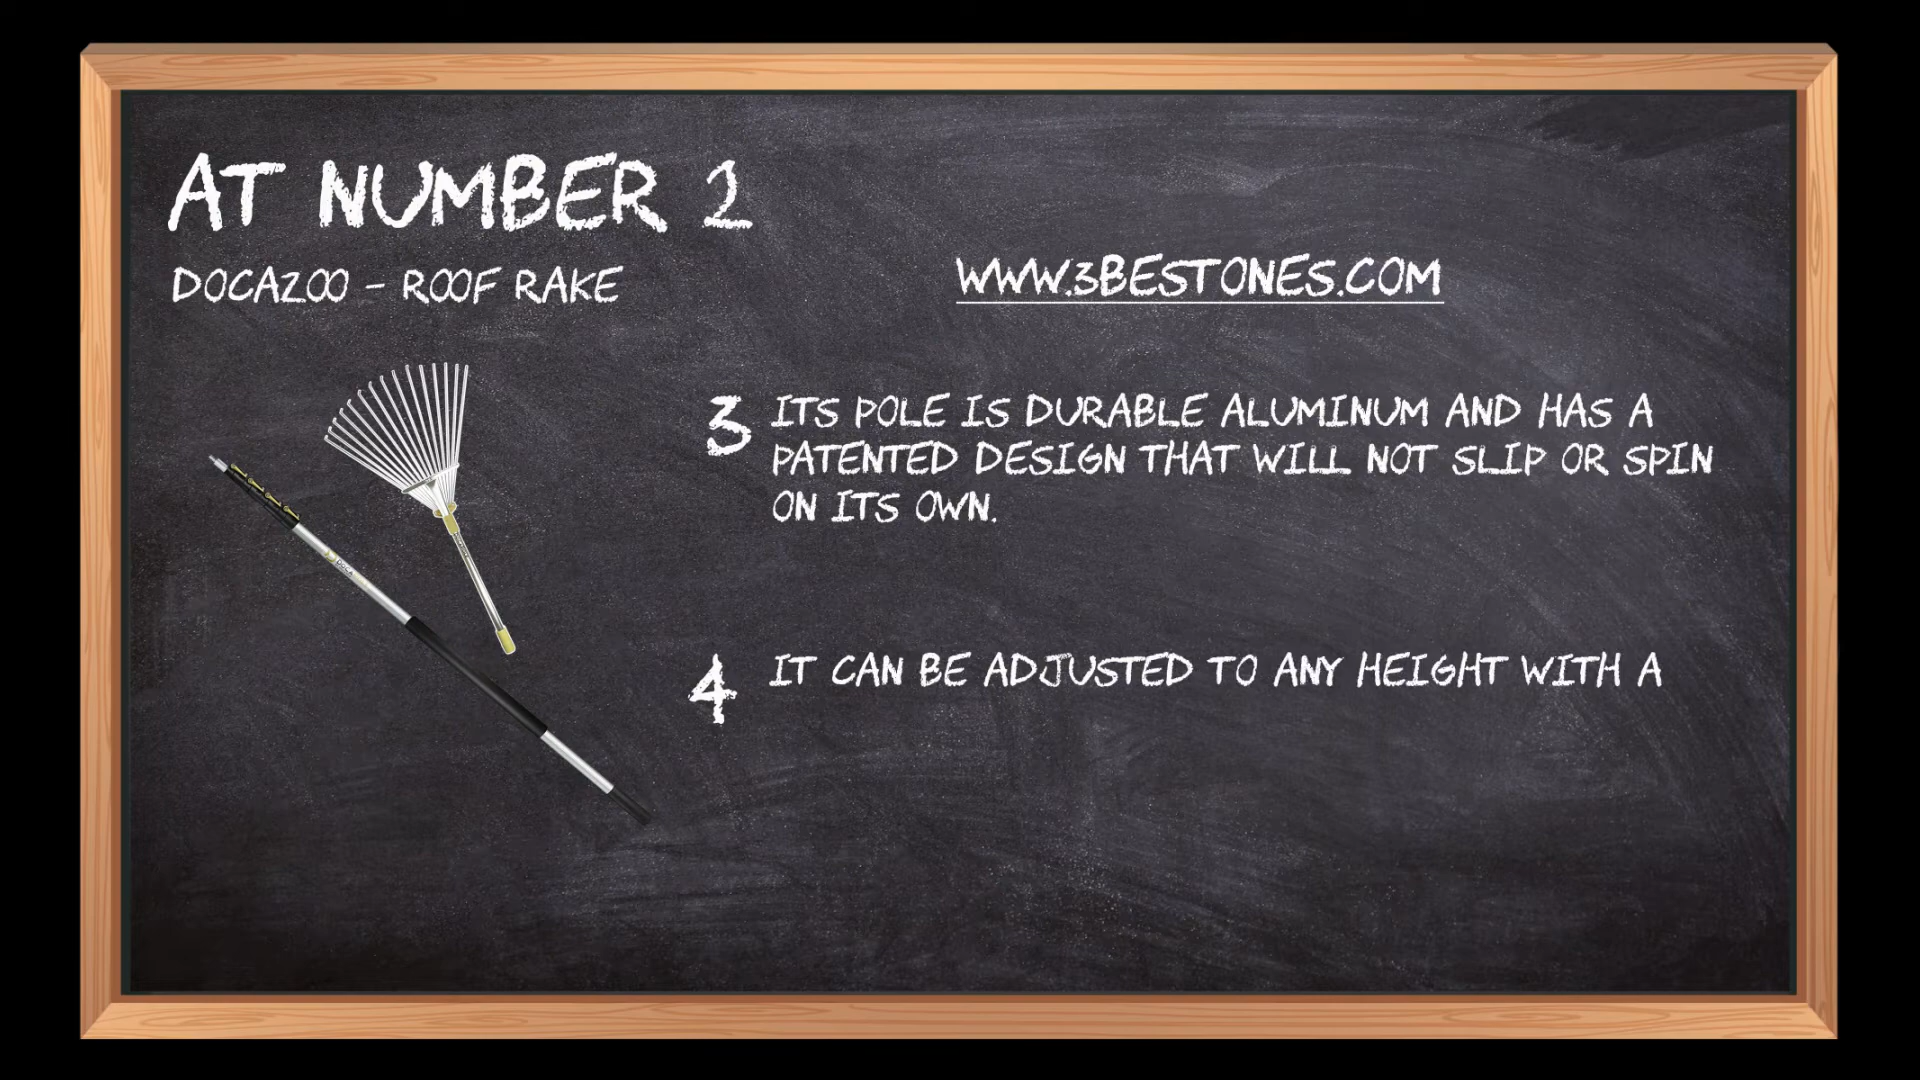 AT NUMBER 2
DOCAZOO - ROOF RAKE
WWW.3BESTONES.COM
3 ITS POLE IS DURABLE ALUMINUM AND HAS A
PATENTED DESIGN THAT WILL NOT SLIP OR SPIN
ON ITS OWN.
4 IT CAN BE ADJUSTED TO ANY HEIGHT WITH A